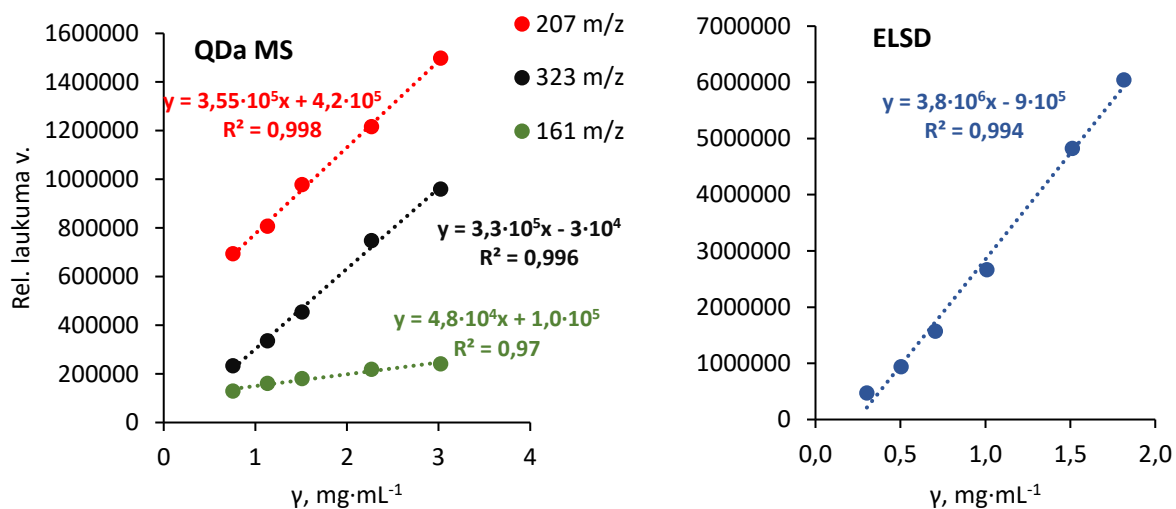 QDa MS
207 m/z
323 m/z
161 m/z
y = 3,55·10⁵x + 4,2·10⁵
R² = 0,998
y = 3,3·10⁵x - 3·10⁴
R² = 0,996
y = 4,8·10⁴x + 1,0·10⁵
R² = 0,97
Rel. laukuma v.
1600000
1400000
1200000
1000000
800000
600000
400000
200000
0
0 1 2 3 4
γ, mg·mL⁻¹
ELSD
y = 3,8·10⁶x - 9·10⁵
R² = 0,994
7000000
6000000
5000000
4000000
3000000
2000000
1000000
0
0,0 0,5 1,0 1,5 2,0
γ, mg·mL⁻¹